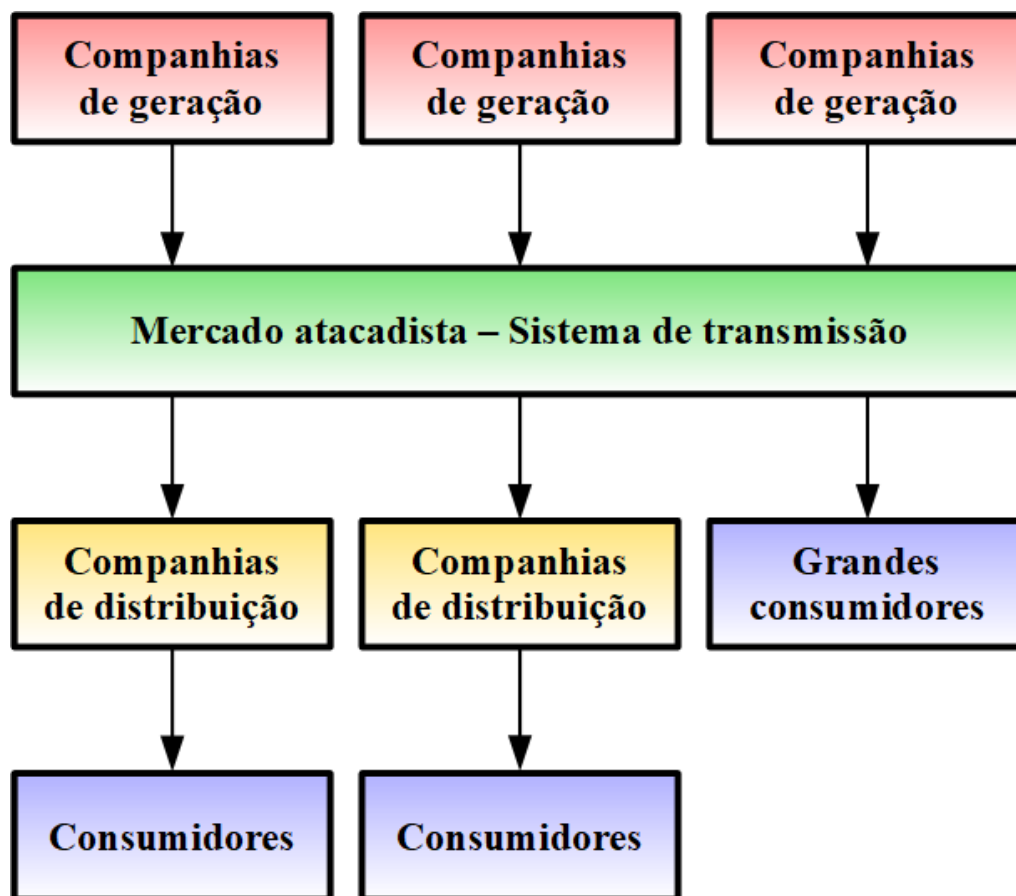 Companhias
de geração
Companhias
de geração
Companhias
de geração
Mercado atacadista – Sistema de transmissão
Companhias
de distribuição
Companhias
de distribuição
Grandes
consumidores
Consumidores
Consumidores